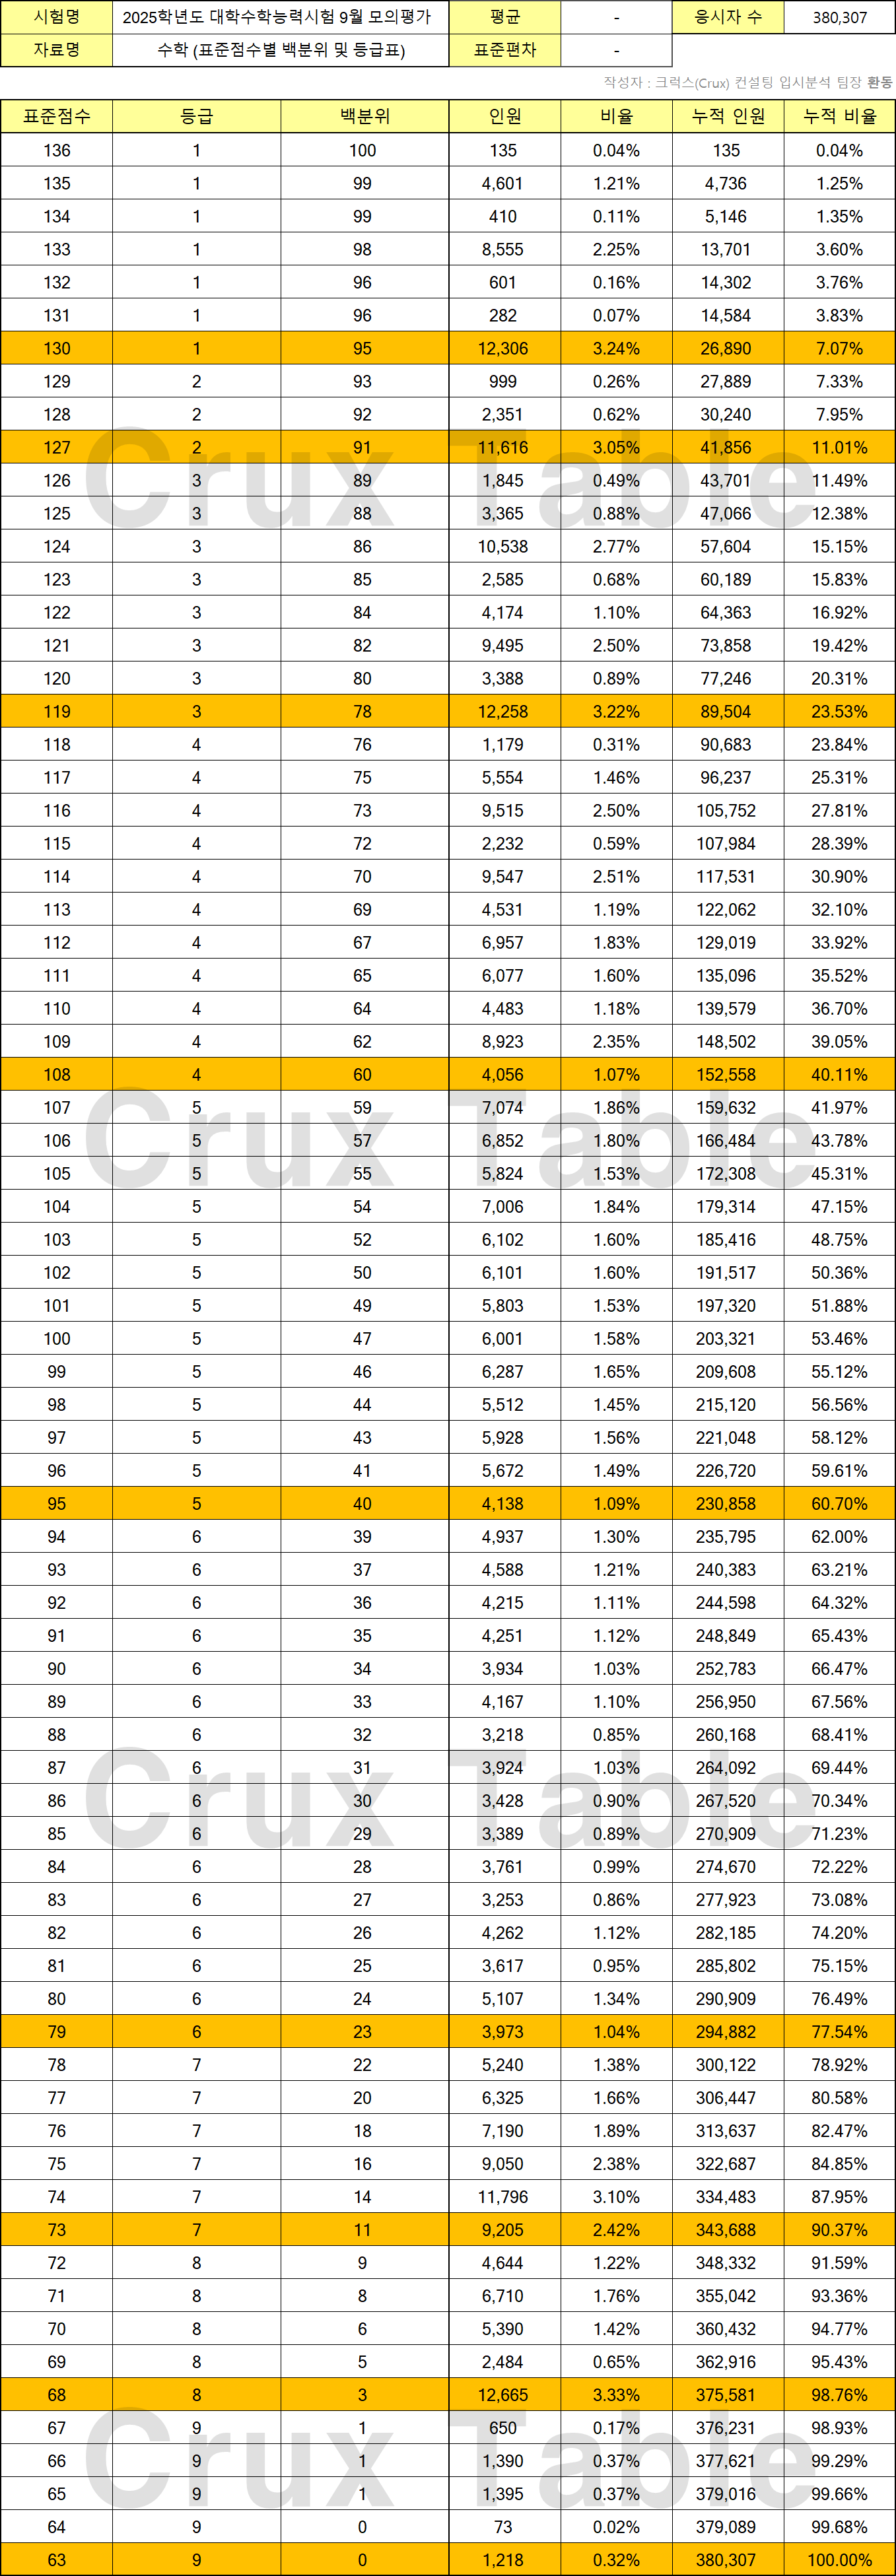 시험명 2025학년도 대학수학능력시험 9월 모의평가 평균 - 응시자 수 380,307
자료명 수학 (표준점수별 백분위 및 등급표) 표준편차 -
작성자 : 크럭스(Crux) 컨설팅 입시분석 팀장 환동
표준점수 등급 백분위 인원 비율 누적 인원 누적 비율
136 1 100 135 0.04% 135 0.04%
135 1 99 4,601 1.21% 4,736 1.25%
134 1 99 410 0.11% 5,146 1.35%
133 1 98 8,555 2.25% 13,701 3.60%
132 1 96 601 0.16% 14,302 3.76%
131 1 96 282 0.07% 14,584 3.83%
130 1 95 12,306 3.24% 26,890 7.07%
129 2 93 999 0.26% 27,889 7.33%
128 2 92 2,351 0.62% 30,240 7.95%
127 2 91 11,616 3.05% 41,856 11.01%
126 3 89 1,845 0.49% 43,701 11.49%
Crux Table
125 3 88 3,365 0.88% 47,066 12.38%
124 3 86 10,538 2.77% 57,604 15.15%
123 3 85 2,585 0.68% 60,189 15.83%
122 3 84 4,174 1.10% 64,363 16.92%
121 3 82 9,495 2.50% 73,858 19.42%
120 3 80 3,388 0.89% 77,246 20.31%
119 3 78 12,258 3.22% 89,504 23.53%
118 4 76 1,179 0.31% 90,683 23.84%
117 4 75 5,554 1.46% 96,237 25.31%
116 4 73 9,515 2.50% 105,752 27.81%
115 4 72 2,232 0.59% 107,984 28.39%
114 4 70 9,547 2.51% 117,531 30.90%
113 4 69 4,531 1.19% 122,062 32.10%
112 4 67 6,957 1.83% 129,019 33.92%
111 4 65 6,077 1.60% 135,096 35.52%
110 4 64 4,483 1.18% 139,579 36.70%
109 4 62 8,923 2.35% 148,502 39.05%
108 4 60 4,056 1.07% 152,558 40.11%
107 5 59 7,074 1.86% 159,632 41.97%
106 5 57 6,852 1.80% 166,484 43.78%
Crux Table
105 5 55 5,824 1.53% 172,308 45.31%
104 5 54 7,006 1.84% 179,314 47.15%
103 5 52 6,102 1.60% 185,416 48.75%
102 5 50 6,101 1.60% 191,517 50.36%
101 5 49 5,803 1.53% 197,320 51.88%
100 5 47 6,001 1.58% 203,321 53.46%
99 5 46 6,287 1.65% 209,608 55.12%
98 5 44 5,512 1.45% 215,120 56.56%
97 5 43 5,928 1.56% 221,048 58.12%
96 5 41 5,672 1.49% 226,720 59.61%
95 5 40 4,138 1.09% 230,858 60.70%
94 6 39 4,937 1.30% 235,795 62.00%
93 6 37 4,588 1.21% 240,383 63.21%
92 6 36 4,215 1.11% 244,598 64.32%
91 6 35 4,251 1.12% 248,849 65.43%
90 6 34 3,934 1.03% 252,783 66.47%
89 6 33 4,167 1.10% 256,950 67.56%
88 6 32 3,218 0.85% 260,168 68.41%
87 6 31 3,924 1.03% 264,092 69.44%
86 6 30 3,428 0.90% 267,520 70.34%
Crux Table
85 6 29 3,389 0.89% 270,909 71.23%
84 6 28 3,761 0.99% 274,670 72.22%
83 6 27 3,253 0.86% 277,923 73.08%
82 6 26 4,262 1.12% 282,185 74.20%
81 6 25 3,617 0.95% 285,802 75.15%
80 6 24 5,107 1.34% 290,909 76.49%
79 6 23 3,973 1.04% 294,882 77.54%
78 7 22 5,240 1.38% 300,122 78.92%
77 7 20 6,325 1.66% 306,447 80.58%
76 7 18 7,190 1.89% 313,637 82.47%
75 7 16 9,050 2.38% 322,687 84.85%
74 7 14 11,796 3.10% 334,483 87.95%
73 7 11 9,205 2.42% 343,688 90.37%
72 8 9 4,644 1.22% 348,332 91.59%
71 8 8 6,710 1.76% 355,042 93.36%
70 8 6 5,390 1.42% 360,432 94.77%
69 8 5 2,484 0.65% 362,916 95.43%
68 8 3 12,665 3.33% 375,581 98.76%
67 9 1 650 0.17% 376,231 98.93%
66 9 1 1,390 0.37% 377,621 99.29%
Crux Table
65 9 1 1,395 0.37% 379,016 99.66%
64 9 0 73 0.02% 379,089 99.68%
63 9 0 1,218 0.32% 380,307 100.00%